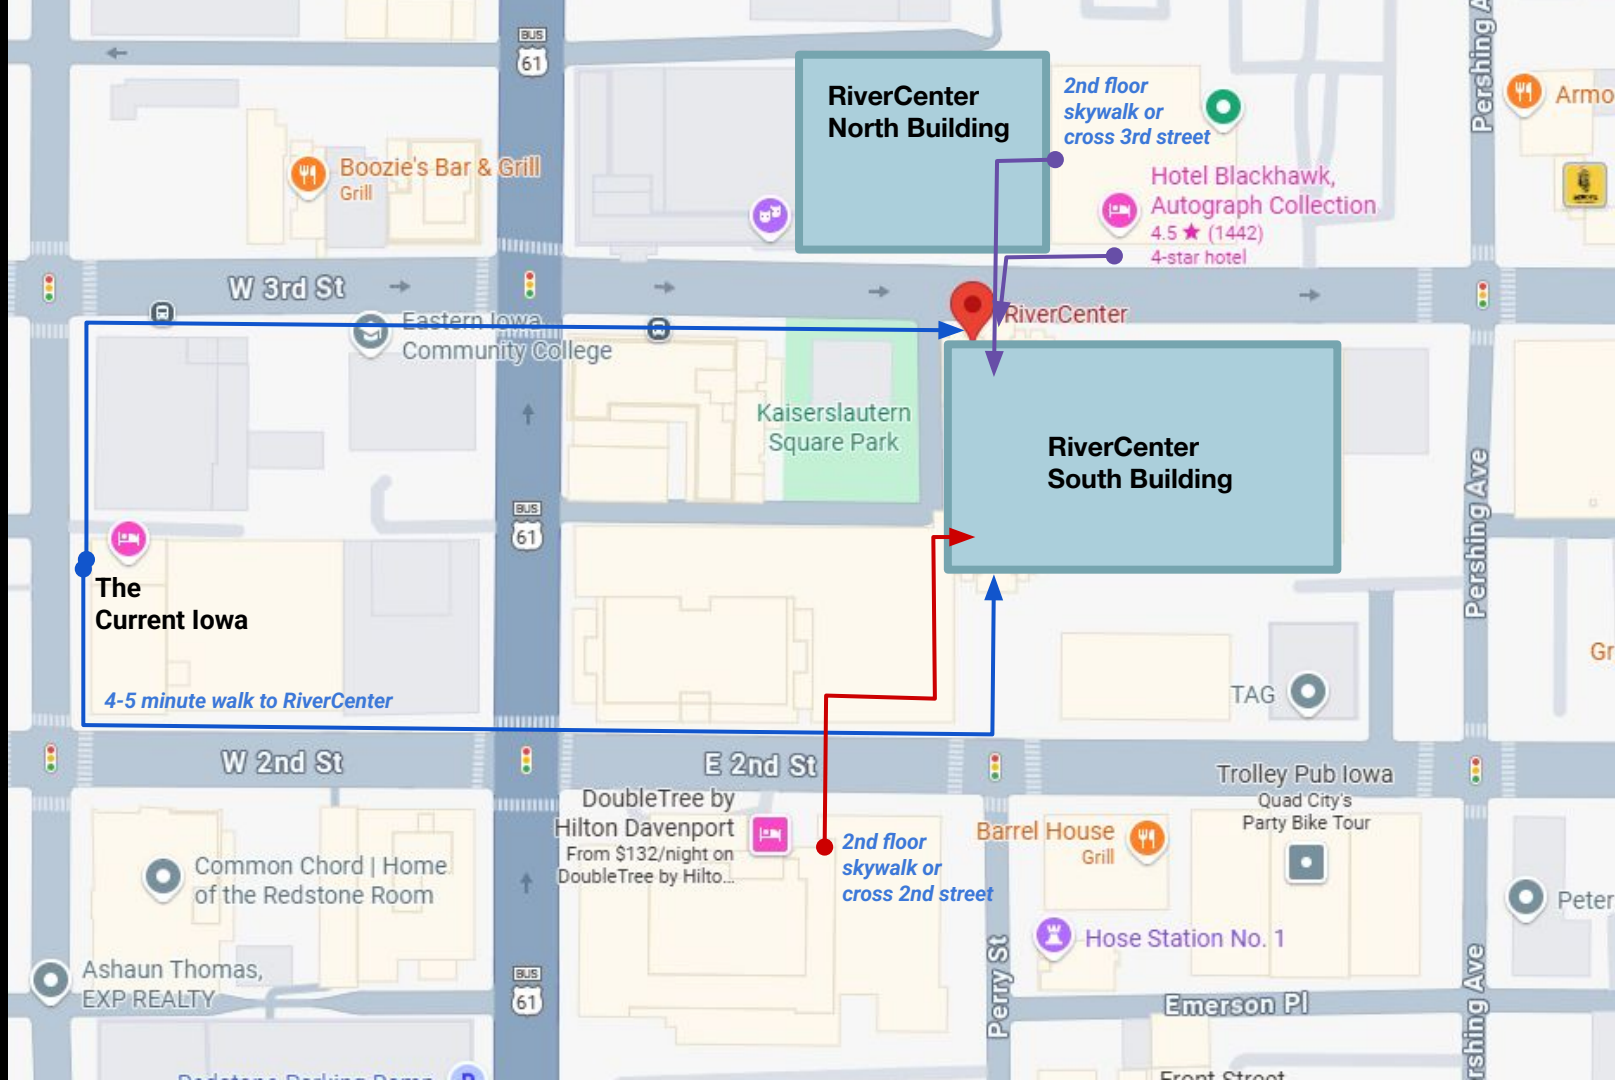 BUS
61
Pershing A
RiverCenter
North Building
2nd floor
skywalk or
cross 3rd street
Armo
Boozie's Bar & Grill
Grill
Hotel Blackhawk,
Autograph Collection
4.5 ★ (1442)
4-star hotel
W 3rd St
RiverCenter
Eastern Iowa
Community College
Kaiserslautern
Square Park
RiverCenter
South Building
BUS
61
Pershing Ave
The
Current Iowa
Gr
4-5 minute walk to RiverCenter
TAG
W 2nd St
E 2nd St
Trolley Pub Iowa
Quad City's
Party Bike Tour
DoubleTree by
Hilton Davenport
From $132/night on
DoubleTree by Hilto...
2nd floor
skywalk or
cross 2nd street
Barrel House
Grill
Common Chord | Home
of the Redstone Room
Peter
Hose Station No. 1
Ashaun Thomas,
EXP REALTY
BUS
61
Perry St
Emerson Pl
rshing Ave
Redstone Parking Ramp
P
Front Street